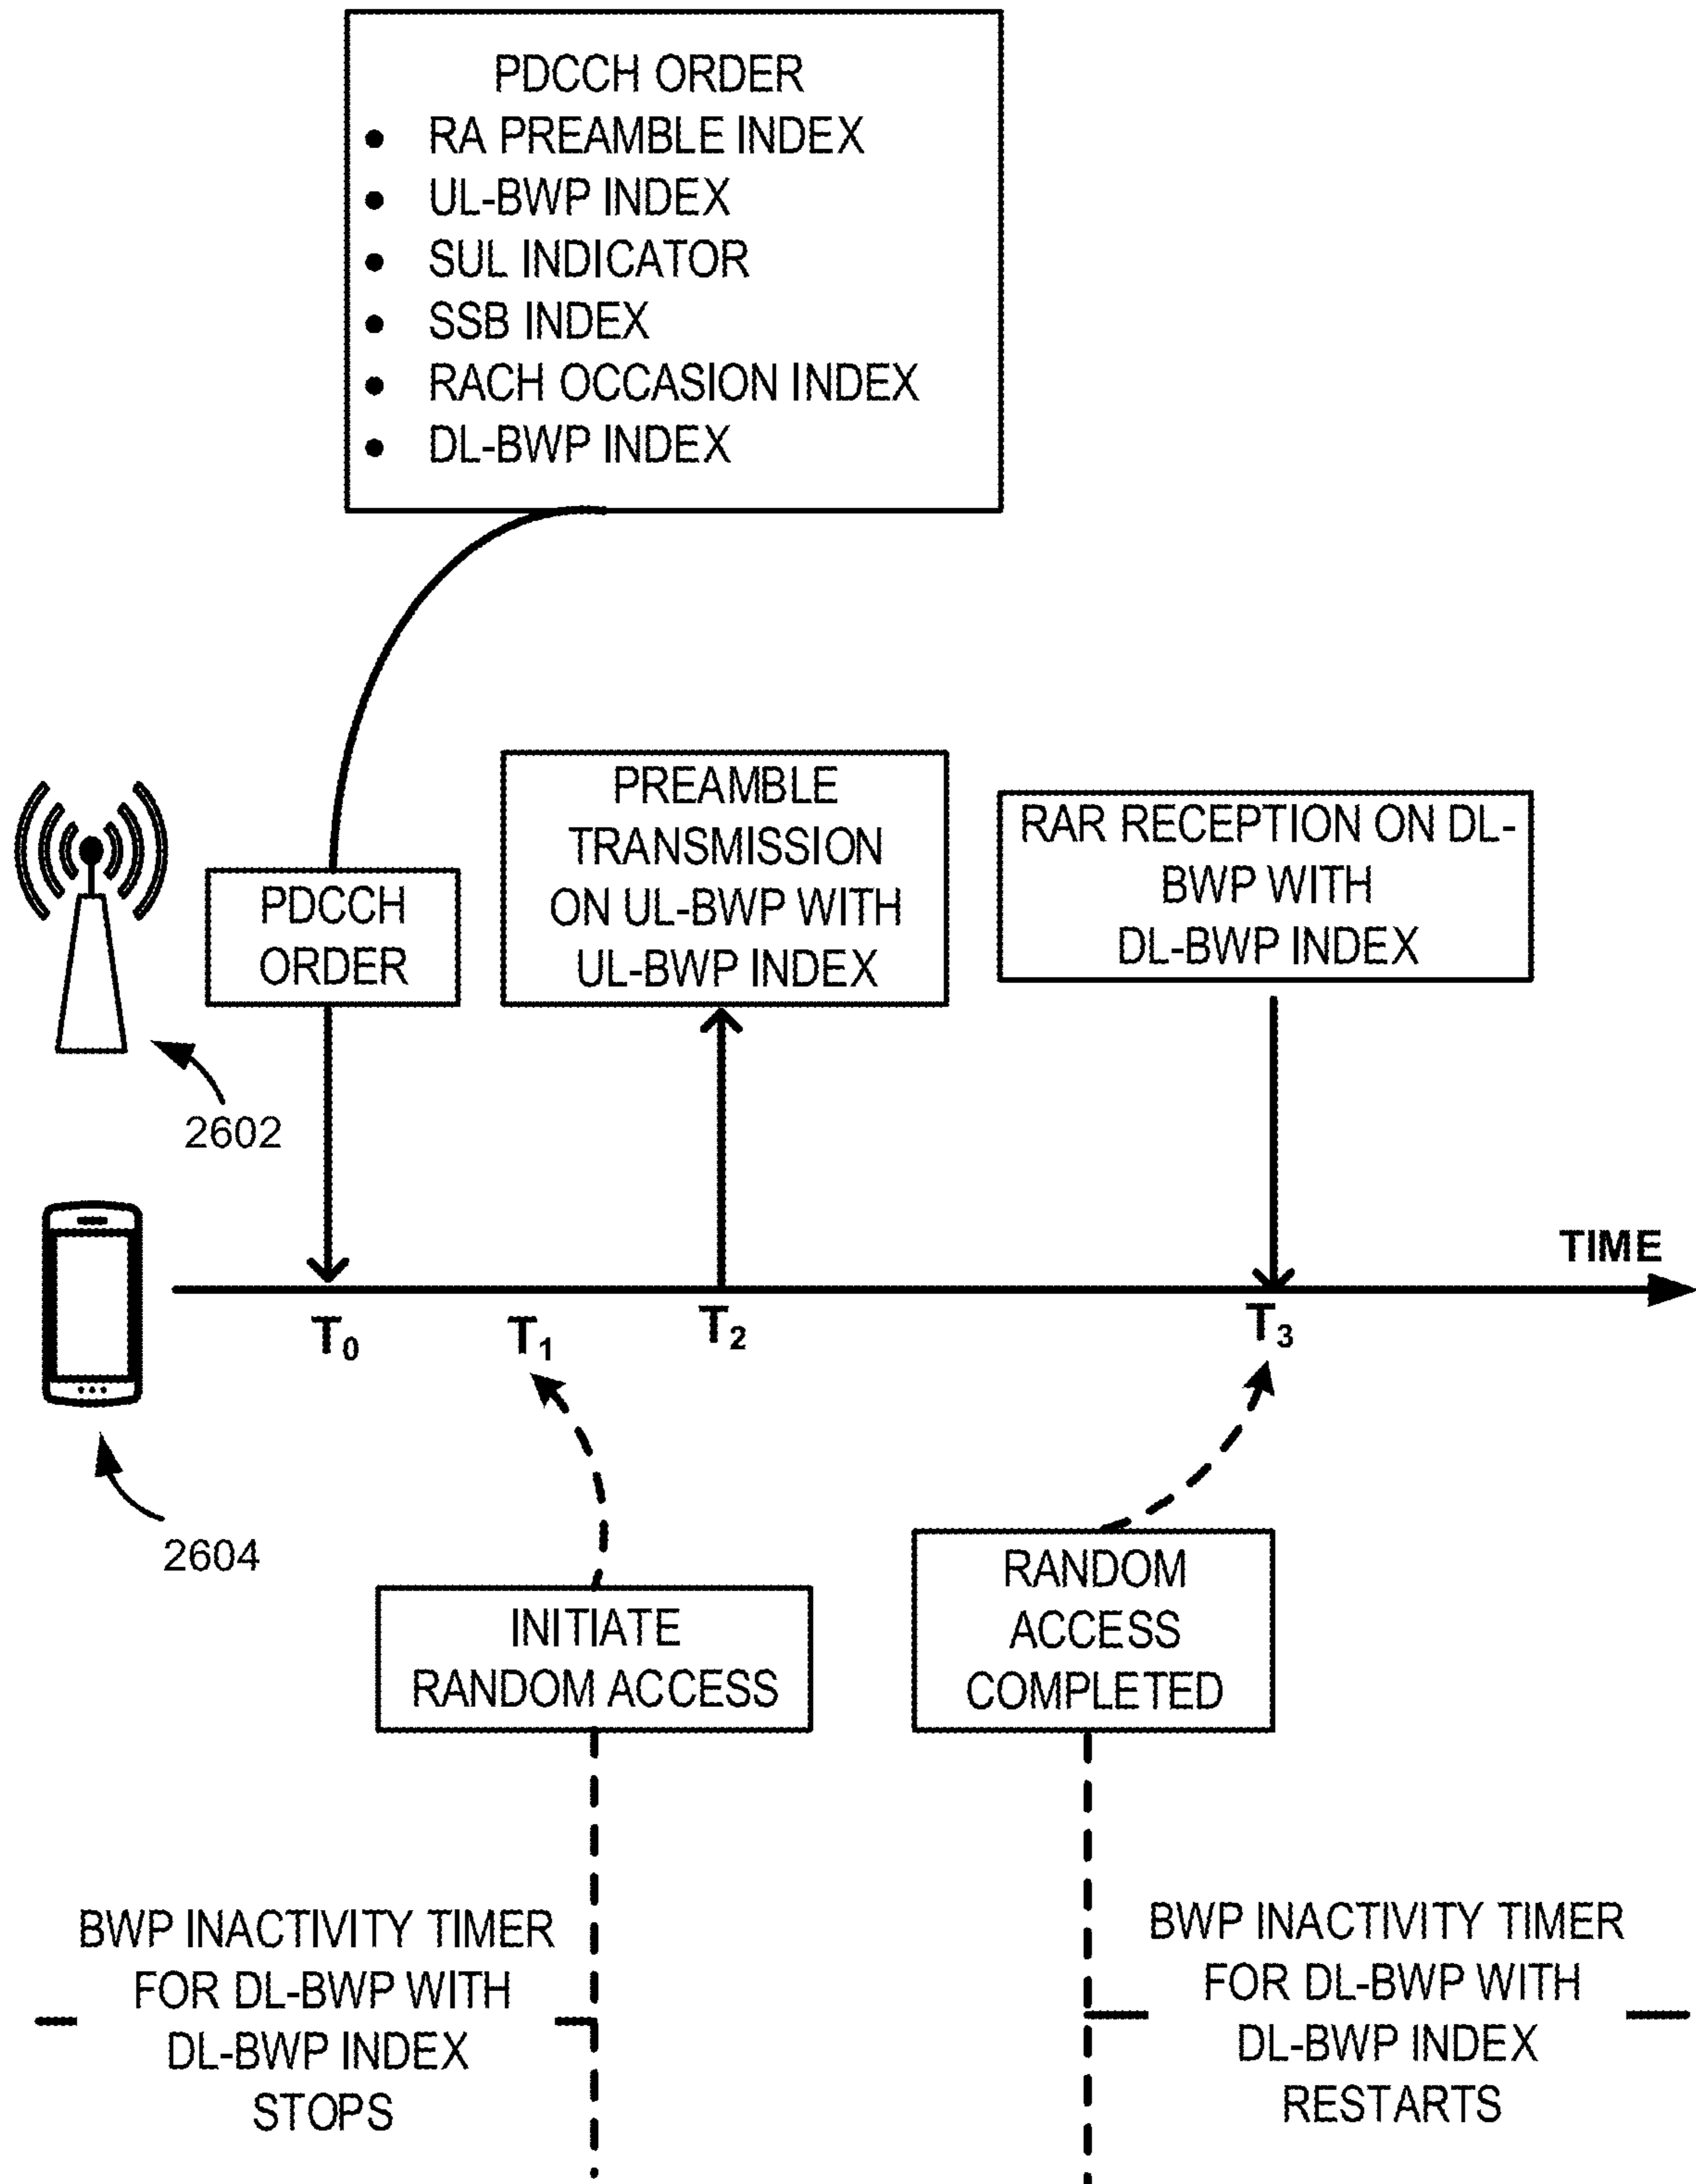 PDCCH ORDER
• RA PREAMBLE INDEX
• UL-BWP INDEX
• SUL INDICATOR
• SSB INDEX
• RACH OCCASION INDEX
• DL-BWP INDEX
PDCCH
ORDER
PREAMBLE
TRANSMISSION
ON UL-BWP WITH
UL-BWP INDEX
RAR RECEPTION ON DL-
BWP WITH
DL-BWP INDEX
2602
TIME
T0
T1
T2
T3
2604
INITIATE
RANDOM ACCESS
RANDOM
ACCESS
COMPLETED
BWP INACTIVITY TIMER
FOR DL-BWP WITH
DL-BWP INDEX
STOPS
BWP INACTIVITY TIMER
FOR DL-BWP WITH
DL-BWP INDEX
RESTARTS